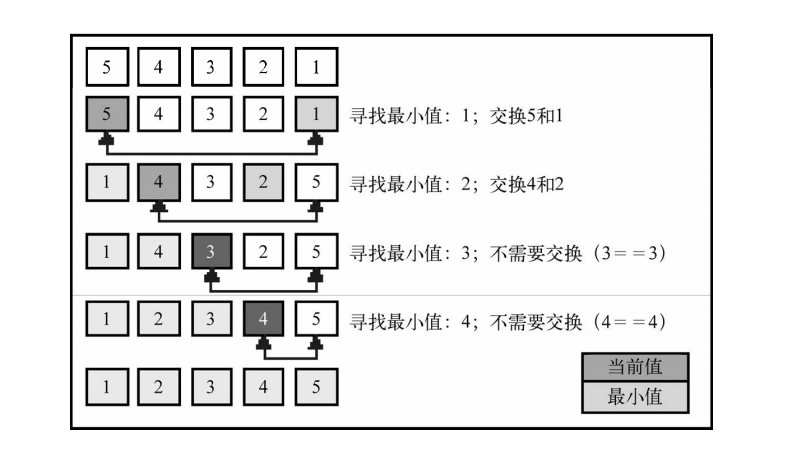 5 4 3 2 1
5 4 3 2 1 寻找最小值：1；交换5和1
1 4 3 2 5 寻找最小值：2；交换4和2
1 4 3 2 5 寻找最小值：3；不需要交换（3==3）
1 2 3 4 5 寻找最小值：4；不需要交换（4==4）
1 2 3 4 5
当前值
最小值